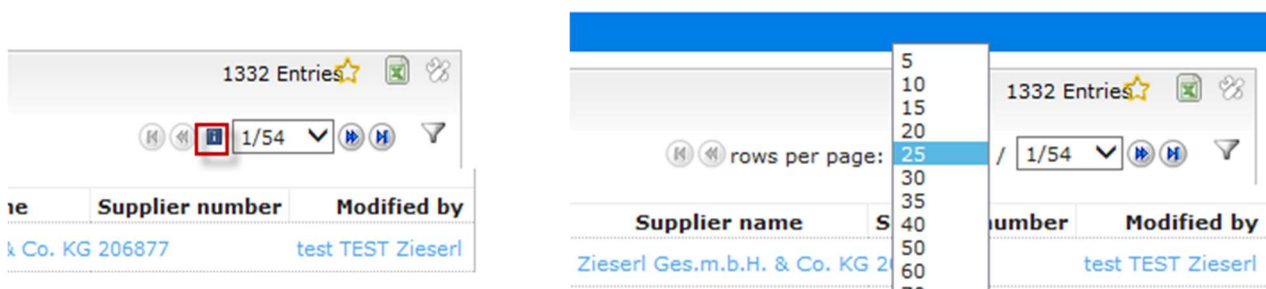 1332 Entries
1/54
ne Supplier number Modified by
& Co. KG 206877 test TEST Zieserl
5
10
15
20
25
30
35
40
50
60
1332 Entries
rows per page: / 1/54
Supplier name S umber Modified by
Zieserl Ges.m.b.H. & Co. KG 2 test TEST Zieserl